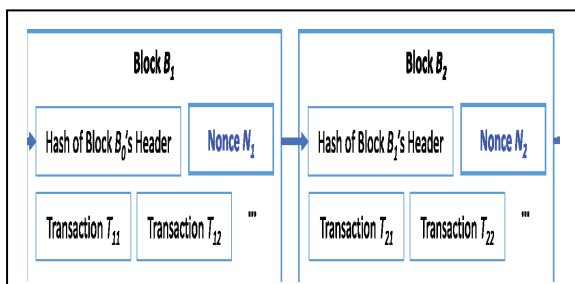 Block B₁
Hash of Block B₀'s Header
Nonce N₁
Transaction T₁₁
Transaction T₁₂
...
Block B₂
Hash of Block B₁'s Header
Nonce N₂
Transaction T₂₁
Transaction T₂₂
...